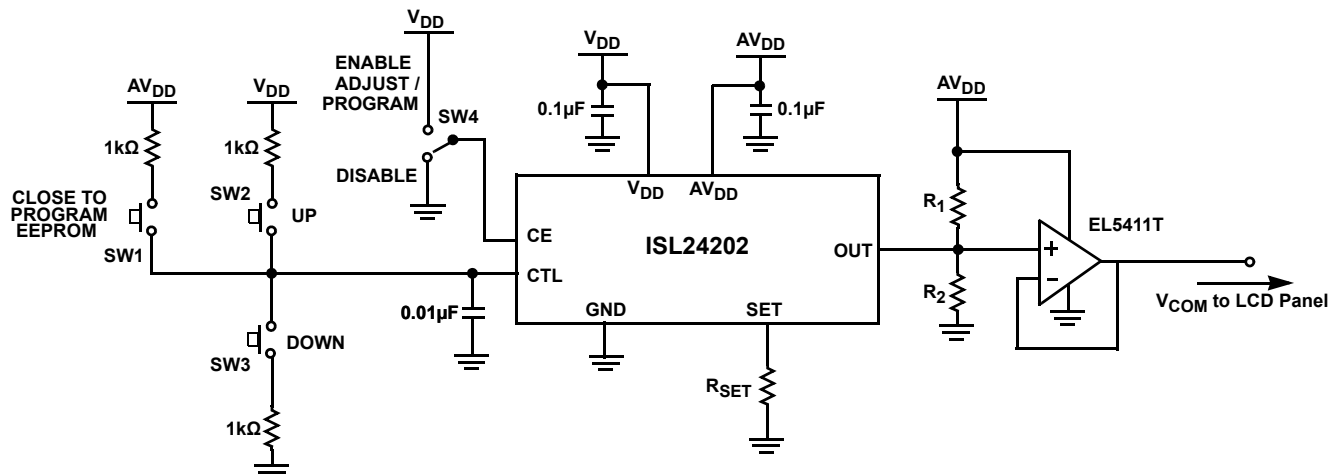 V_DD
ENABLE
ADJUST /
PROGRAM
SW4
DISABLE
AV_DD
V_DD
1kΩ
1kΩ
CLOSE TO
PROGRAM
EEPROM
SW1
SW2
UP
SW3
DOWN
1kΩ
0.01µF
V_DD
0.1µF
AV_DD
0.1µF
V_DD
AV_DD
ISL24202
CE
CTL
GND
SET
OUT
R_SET
AV_DD
R_1
R_2
EL5411T
+
-
V_COM to LCD Panel